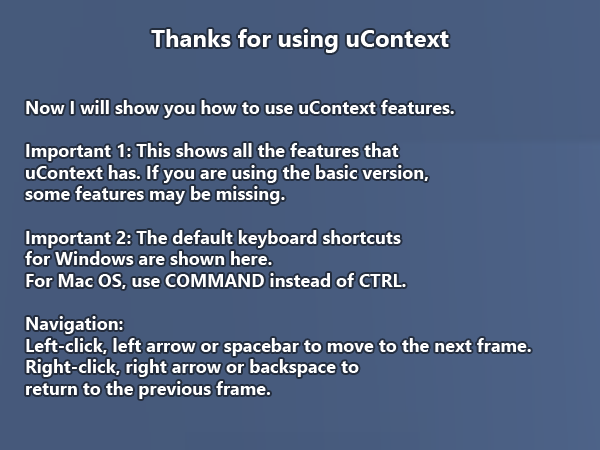 Thanks for using uContext
Now I will show you how to use uContext features.
Important 1: This shows all the features that
uContext has. If you are using the basic version,
some features may be missing.
Important 2: The default keyboard shortcuts
for Windows are shown here.
For Mac OS, use COMMAND instead of CTRL.
Navigation:
Left-click, left arrow or spacebar to move to the next frame.
Right-click, right arrow or backspace to
return to the previous frame.